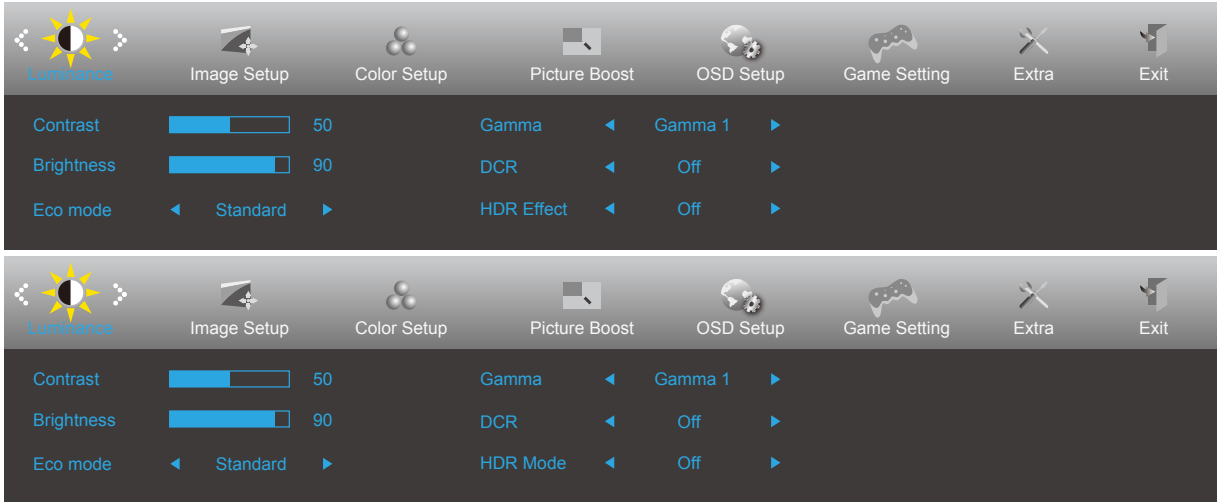 Luminance Image Setup Color Setup Picture Boost OSD Setup Game Setting Extra Exit
Contrast 50 Gamma Gamma 1
Brightness 90 DCR Off
Eco mode Standard HDR Effect Off
Luminance Image Setup Color Setup Picture Boost OSD Setup Game Setting Extra Exit
Contrast 50 Gamma Gamma 1
Brightness 90 DCR Off
Eco mode Standard HDR Mode Off